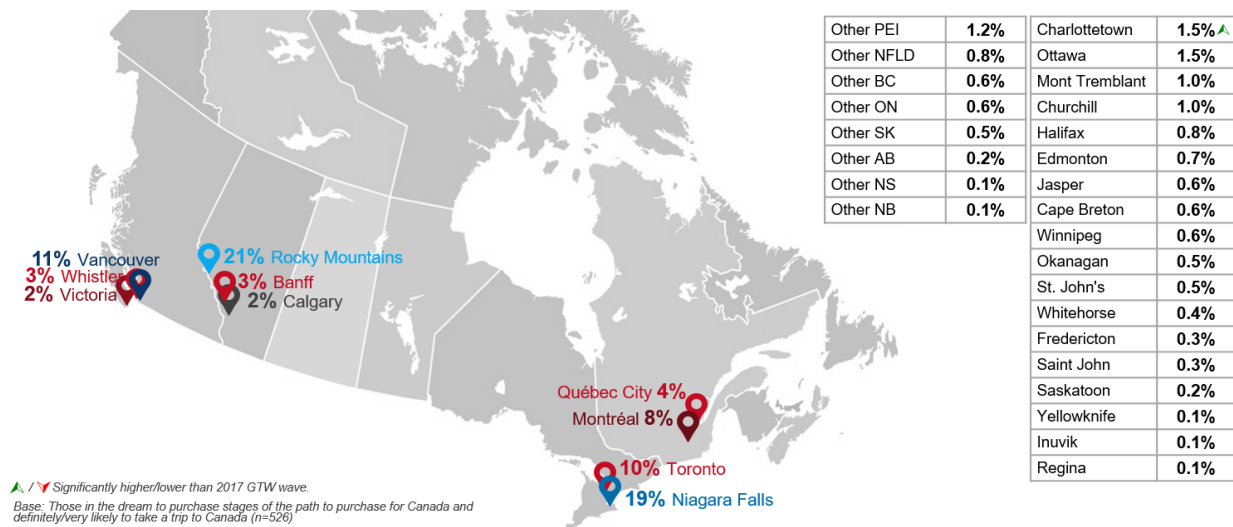 11% Vancouver
3% Whistler
2% Victoria
21% Rocky Mountains
3% Banff
2% Calgary
Québec City 4%
Montréal 8%
10% Toronto
19% Niagara Falls
Other PEI 1.2%
Other NFLD 0.8%
Other BC 0.6%
Other ON 0.6%
Other SK 0.5%
Other AB 0.2%
Other NS 0.1%
Other NB 0.1%
Charlottetown 1.5%
Ottawa 1.5%
Mont Tremblant 1.0%
Churchill 1.0%
Halifax 0.8%
Edmonton 0.7%
Jasper 0.6%
Cape Breton 0.6%
Winnipeg 0.6%
Okanagan 0.5%
St. John's 0.5%
Whitehorse 0.4%
Fredericton 0.3%
Saint John 0.3%
Saskatoon 0.2%
Yellowknife 0.1%
Inuvik 0.1%
Regina 0.1%
/ Significantly higher/lower than 2017 GTW wave.
Base: Those in the dream to purchase stages of the path to purchase for Canada and
definitely/very likely to take a trip to Canada (n=526)